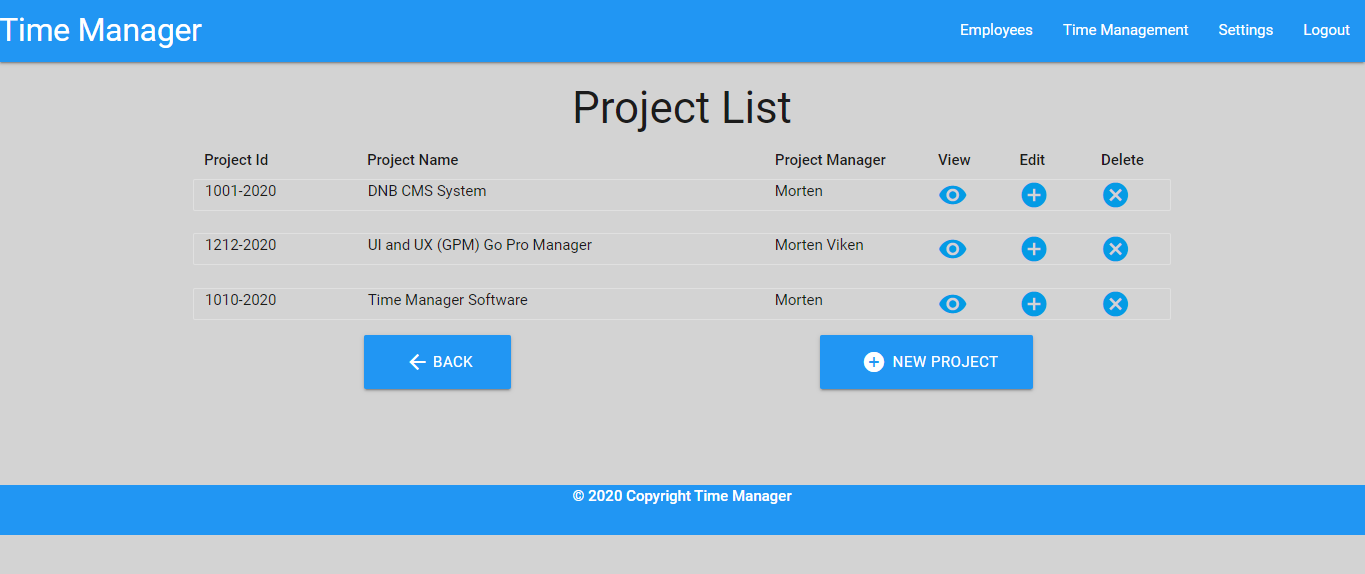 Time Manager Employees Time Management Settings Logout
Project List
Project Id Project Name Project Manager View Edit Delete
1001-2020 DNB CMS System Morten
1212-2020 UI and UX (GPM) Go Pro Manager Morten Viken
1010-2020 Time Manager Software Morten
BACK NEW PROJECT
© 2020 Copyright Time Manager